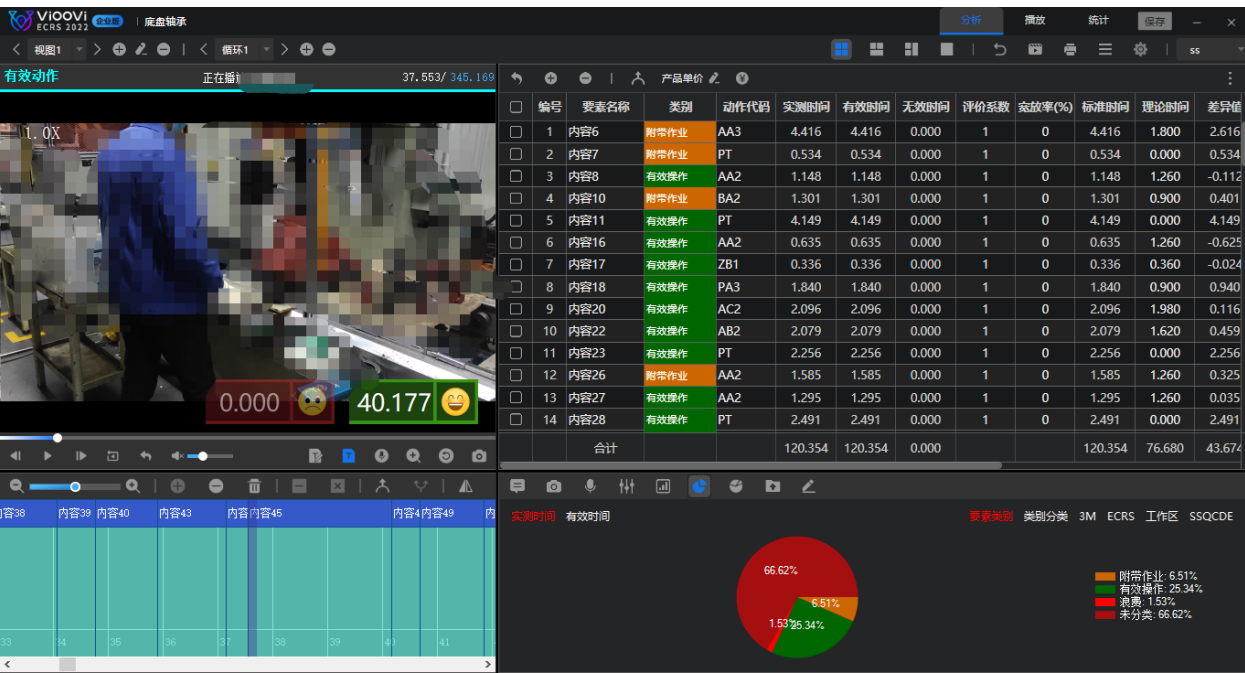 ViOOVi
ECRS 2022
企业版
底盘轴承
分析
播放
统计
保存
视图1
循环1
ss
有效动作
正在播
37.553/ 345.169
1.0X
0.000
40.177
产品单价
编号 要素名称 类别 动作代码 实测时间 有效时间 无效时间 评价系数 宽放率(%) 标准时间 理论时间 差异值
1 内容6 附带作业 AA3 4.416 4.416 0.000 1 0 4.416 1.800 2.616
2 内容7 附带作业 PT 0.534 0.534 0.000 1 0 0.534 0.000 0.534
3 内容8 有效操作 AA2 1.148 1.148 0.000 1 0 1.148 1.260 -0.112
4 内容10 附带作业 BA2 1.301 1.301 0.000 1 0 1.301 0.900 0.401
5 内容11 有效操作 PT 4.149 4.149 0.000 1 0 4.149 0.000 4.149
6 内容16 有效操作 AA2 0.635 0.635 0.000 1 0 0.635 1.260 -0.625
7 内容17 有效操作 ZB1 0.336 0.336 0.000 1 0 0.336 0.360 -0.024
8 内容18 有效操作 PA3 1.840 1.840 0.000 1 0 1.840 0.900 0.940
9 内容20 有效操作 AC2 2.096 2.096 0.000 1 0 2.096 1.980 0.116
10 内容22 有效操作 AB2 2.079 2.079 0.000 1 0 2.079 1.620 0.459
11 内容23 有效操作 PT 2.256 2.256 0.000 1 0 2.256 0.000 2.256
12 内容26 附带作业 AA2 1.585 1.585 0.000 1 0 1.585 1.260 0.325
13 内容27 有效操作 AA2 1.295 1.295 0.000 1 0 1.295 1.260 0.035
14 内容28 有效操作 PT 2.491 2.491 0.000 1 0 2.491 0.000 2.491
合计 120.354 120.354 0.000 120.354 76.680 43.674
内容38 内容39 内容40 内容43 内容 内容45 内容4 内容49 内
33 34 35 36 37 38 39 40 41
实测时间 有效时间
要素类别 类别分类 3M ECRS 工作区 SSQCDE
66.62%
6.51%
1.53%
25.34%
附带作业: 6.51%
有效操作: 25.34%
浪费: 1.53%
未分类: 66.62%